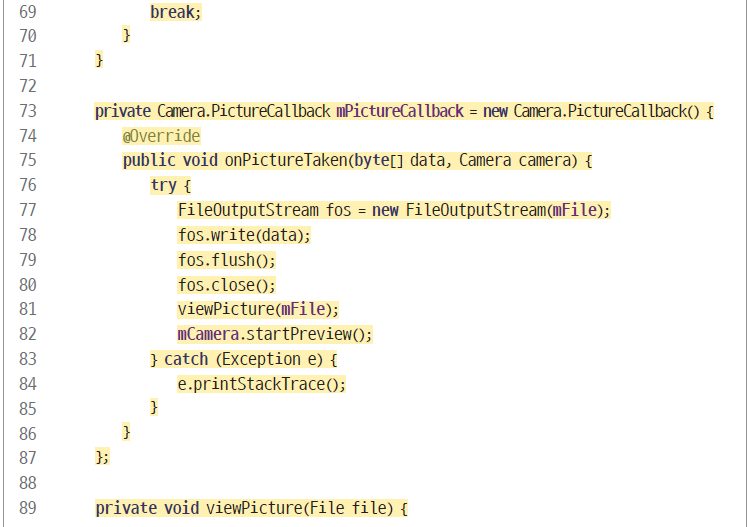 69 break;
70 }
71 }
72
73 private Camera.PictureCallback mPictureCallback = new Camera.PictureCallback() {
74 @Override
75 public void onPictureTaken(byte[] data, Camera camera) {
76 try {
77 FileOutputStream fos = new FileOutputStream(mFile);
78 fos.write(data);
79 fos.flush();
80 fos.close();
81 viewPicture(mFile);
82 mCamera.startPreview();
83 } catch (Exception e) {
84 e.printStackTrace();
85 }
86 }
87 };
88
89 private void viewPicture(File file) {